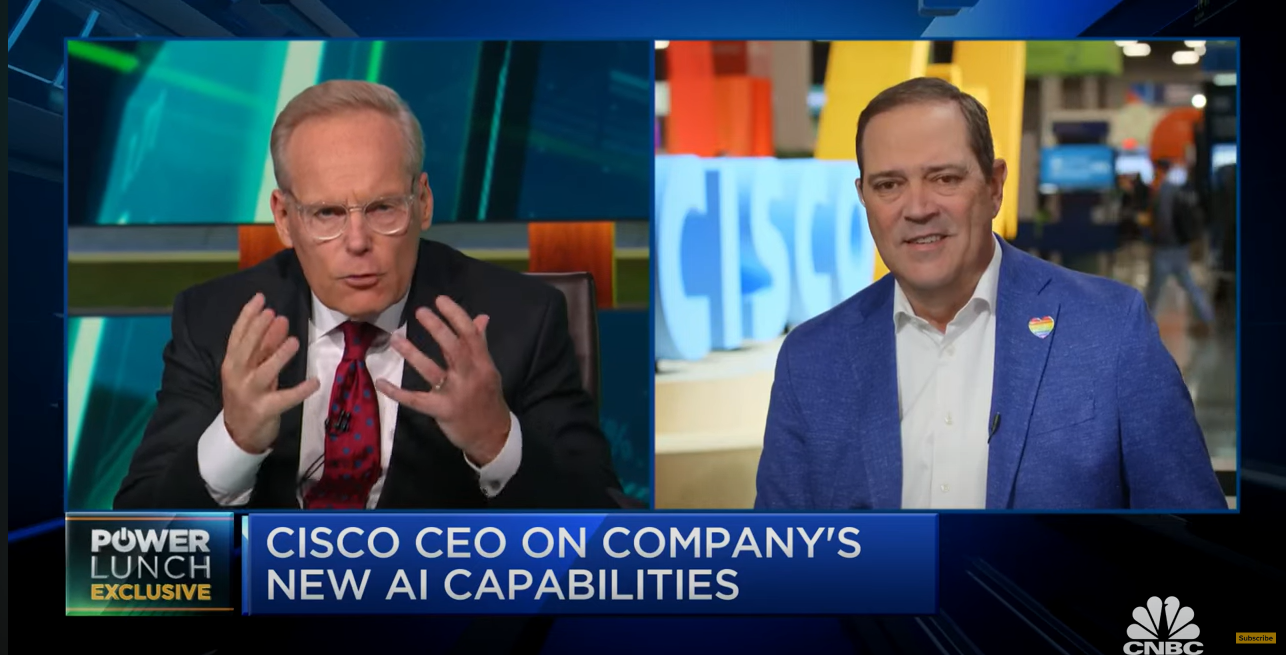 CISCO
POWER
LUNCH
EXCLUSIVE
CISCO CEO ON COMPANY'S
NEW AI CAPABILITIES
CNBC
Subscribe